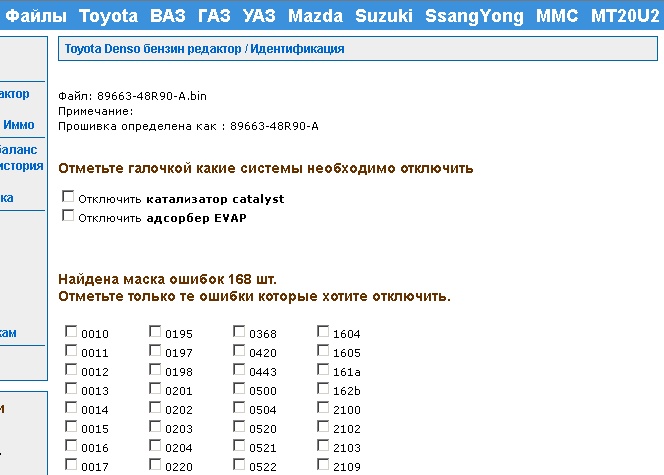 Файлы Toyota ВАЗ ГАЗ УАЗ Mazda Suzuki SsangYong MMC MT20U2
Toyota Denso бензин редактор / Идентификация
Файл: 89663-48R90-A.bin
Примечание:
Прошивка определена как : 89663-48R90-A
Иммо
история
Отметьте галочкой какие системы необходимо отключить
Отключить катализатор catalyst
Отключить адсорбер EVAP
Найдена маска ошибок 168 шт.
Отметьте только те ошибки которые хотите отключить.
0010 0195 0368 1604
0011 0197 0420 1605
0012 0198 0443 161a
0013 0201 0500 162b
0014 0202 0504 2100
0015 0203 0520 2102
0016 0204 0521 2103
0017 0220 0522 2109